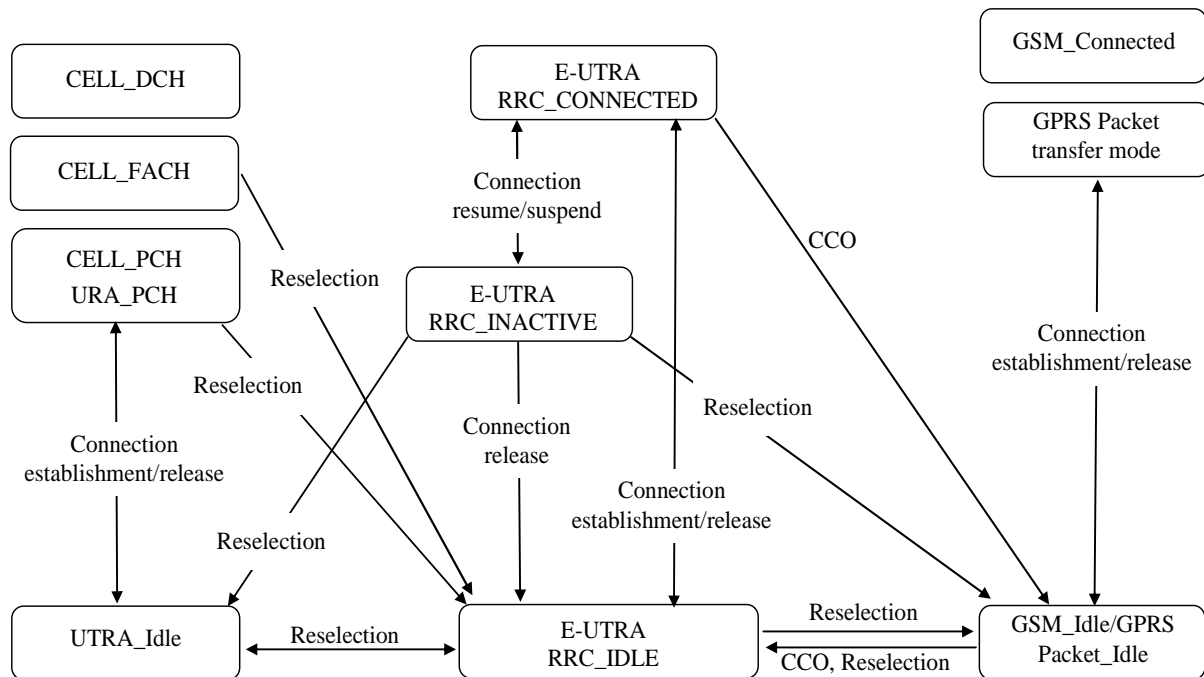 GSM_Connected
CELL_DCH
E-UTRA
RRC_CONNECTED
GPRS Packet
transfer mode
CELL_FACH
Connection
resume/suspend
CCO
CELL_PCH
URA_PCH
Reselection
E-UTRA
RRC_INACTIVE
Connection
establishment/release
Reselection
Reselection
Connection
release
Connection
establishment/release
Connection
establishment/release
Reselection
UTRA_Idle
Reselection
E-UTRA
RRC_IDLE
Reselection
CCO, Reselection
GSM_Idle/GPRS
Packet_Idle